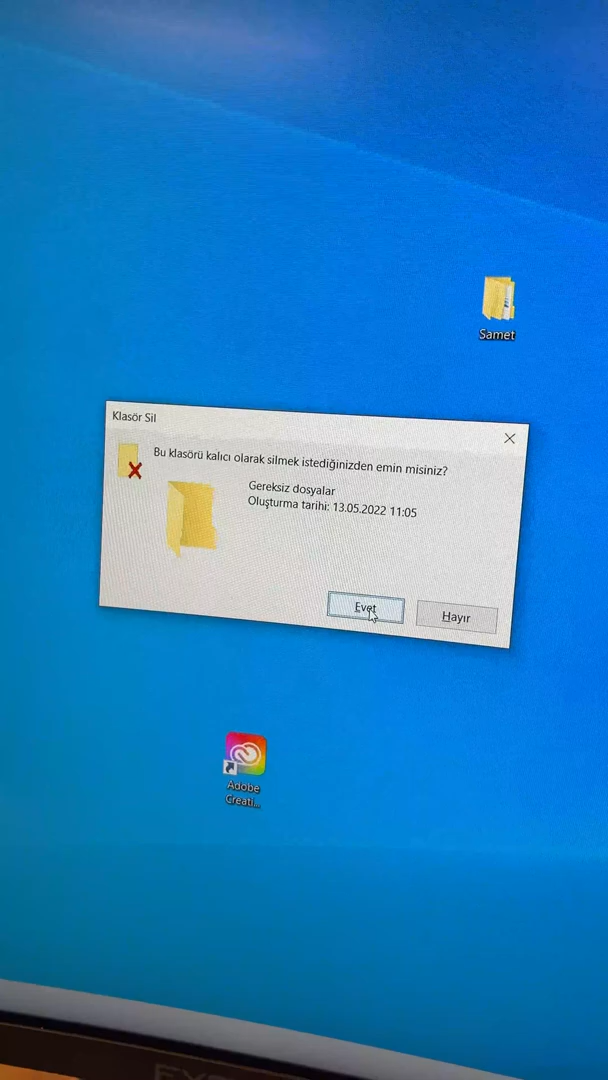 Samet
Klasör Sil
Bu klasörü kalıcı olarak silmek istediğinizden emin misiniz?
Gereksiz dosyalar
Oluşturma tarihi: 13.05.2022 11:05
Evet
Hayır
Adobe
Creati...